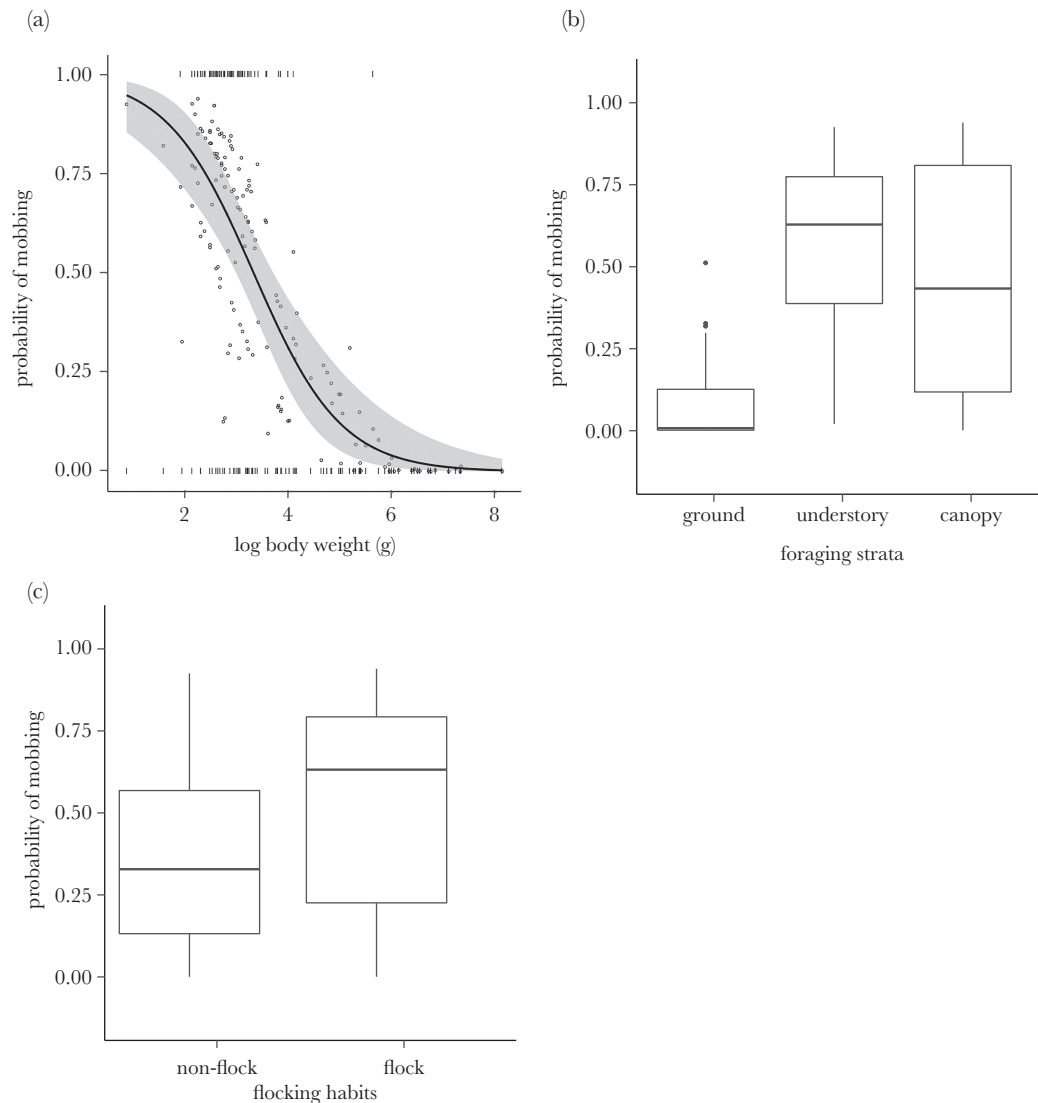 (a)
1.00
0.75
0.50
0.25
0.00
probability of mobbing
2 4 6 8
log body weight (g)
(b)
1.00
0.75
0.50
0.25
0.00
probability of mobbing
ground understory canopy
foraging strata
(c)
1.00
0.75
0.50
0.25
0.00
probability of mobbing
non-flock flock
flocking habits